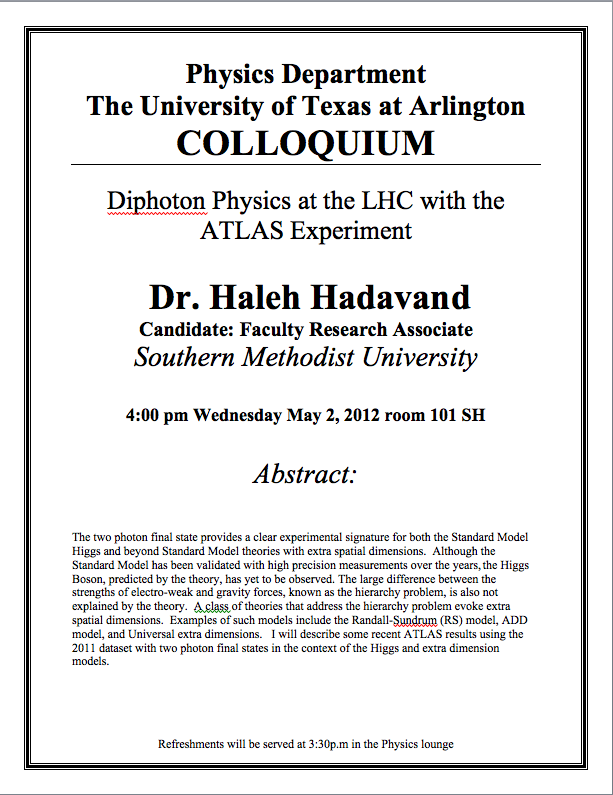 Physics Department
The University of Texas at Arlington
COLLOQUIUM
Diphoton Physics at the LHC with the
ATLAS Experiment
Dr. Haleh Hadavand
Candidate: Faculty Research Associate
Southern Methodist University
4:00 pm Wednesday May 2, 2012 room 101 SH
Abstract:
The two photon final state provides a clear experimental signature for both the Standard Model
Higgs and beyond Standard Model theories with extra spatial dimensions.  Although the
Standard Model has been validated with high precision measurements over the years, the Higgs
Boson, predicted by the theory, has yet to be observed. The large difference between the
strengths of electro-weak and gravity forces, known as the hierarchy problem, is also not
explained by the theory.  A class of theories that address the hierarchy problem evoke extra
spatial dimensions.  Examples of such models include the Randall-Sundrum (RS) model, ADD
model, and Universal extra dimensions.   I will describe some recent ATLAS results using the
2011 dataset with two photon final states in the context of the Higgs and extra dimension
models.
Refreshments will be served at 3:30p.m in the Physics lounge